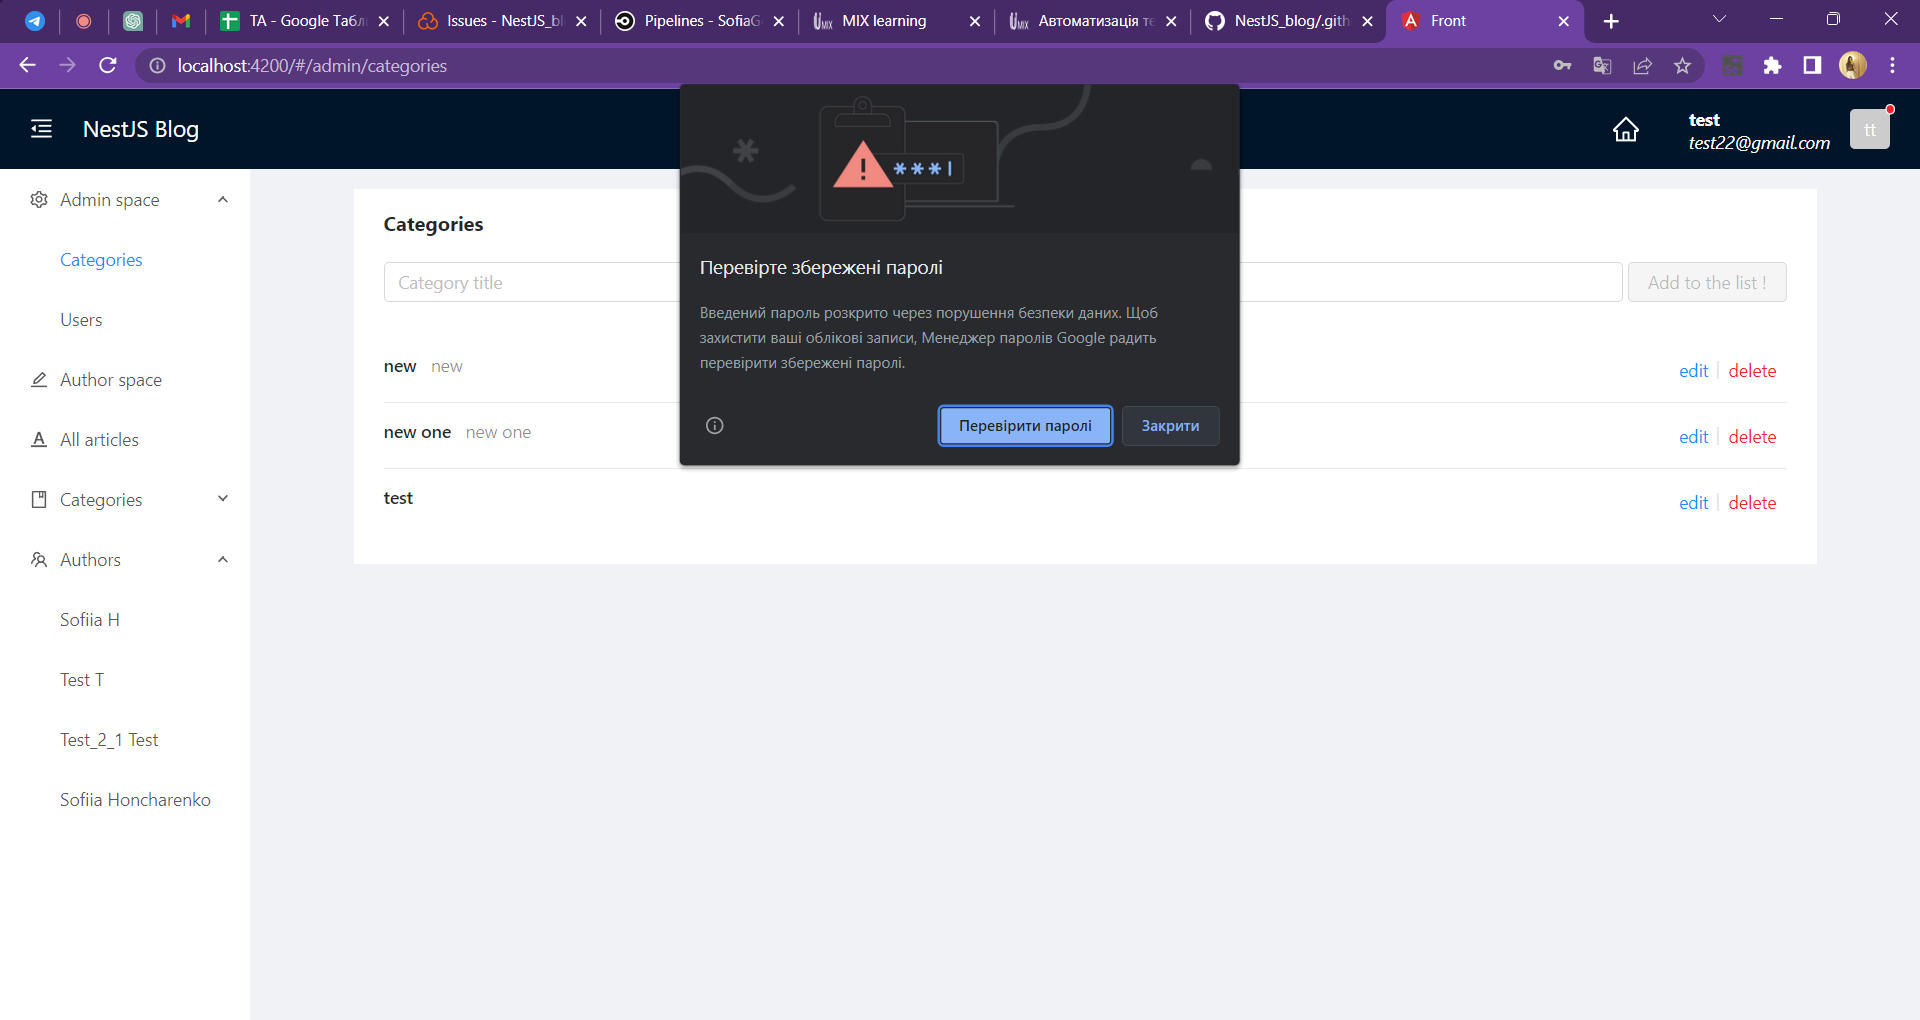 TA - Google Табл
Issues - NestJS_bl
Pipelines - SofiaG
MIX learning
Автоматизація те
NestJS_blog/.gith
Front
localhost:4200/#/admin/categories
NestJS Blog
test
test22@gmail.com
tt
Admin space
Categories
Users
Author space
All articles
Categories
Authors
Sofiia H
Test T
Test_2_1 Test
Sofiia Honcharenko
Categories
Category title
Add to the list !
new new
edit delete
new one new one
edit delete
test
edit delete
***
Перевірте збережені паролі
Введений пароль розкрито через порушення безпеки даних. Щоб
захистити ваші облікові записи, Менеджер паролів Google радить
перевірити збережені паролі.
Перевірити паролі
Закрити